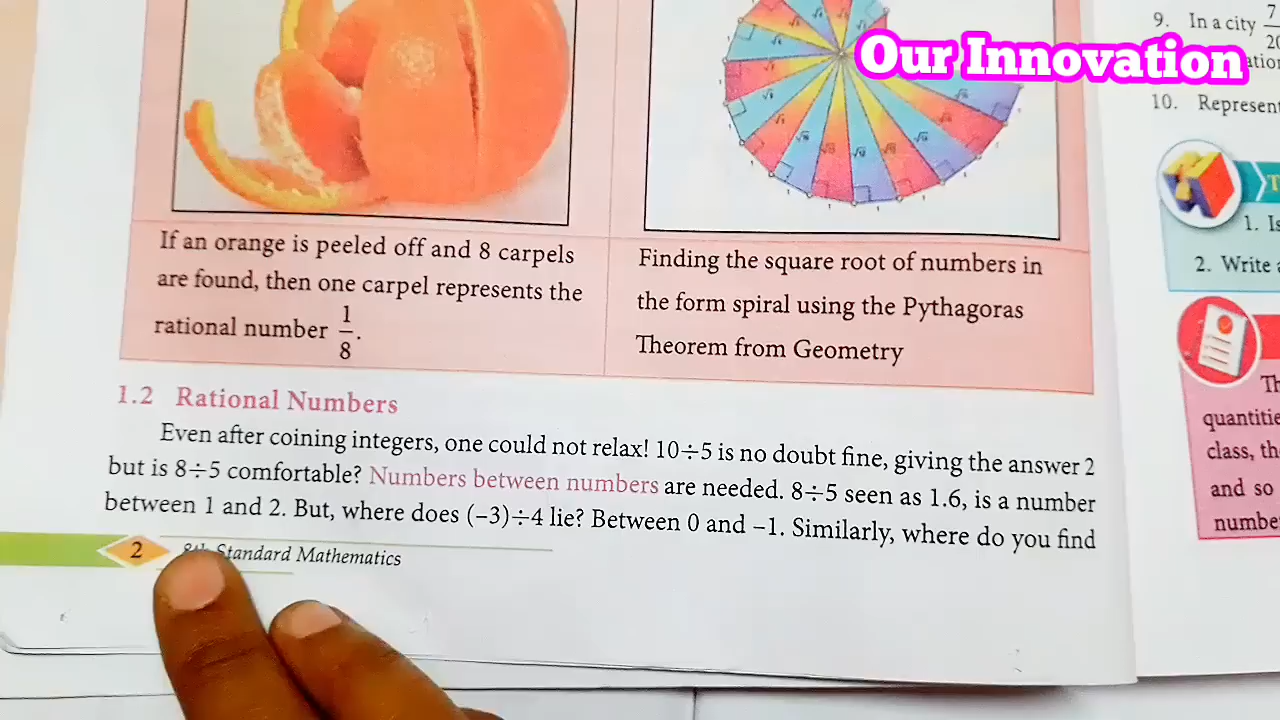 Our Innovation
If an orange is peeled off and 8 carpels
are found, then one carpel represents the
rational number 1/8.
Finding the square root of numbers in
the form spiral using the Pythagoras
Theorem from Geometry
1.2 Rational Numbers
Even after coining integers, one could not relax! 10÷5 is no doubt fine, giving the answer 2
but is 8÷5 comfortable? Numbers between numbers are needed. 8÷5 seen as 1.6, is a number
between 1 and 2. But, where does (−3)÷4 lie? Between 0 and −1. Similarly, where do you find
2
Standard Mathematics
9. In a city
10. Represent
1. Is
2. Write
quantitie
class, th
and so
numbe